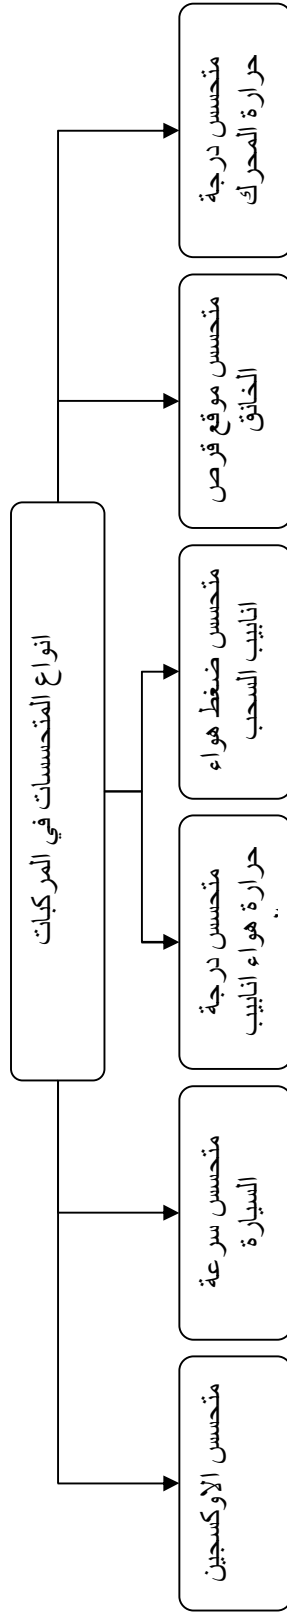 انواع المتحسسات في المركبات
متحسس درجة
حرارة المحرك
متحسس موقع قرص
الخانق
متحسس ضغط هواء
انابيب السحب
متحسس درجة
حرارة هواء انابيب
متحسس سرعة
السيارة
متحسس الاوكسجين